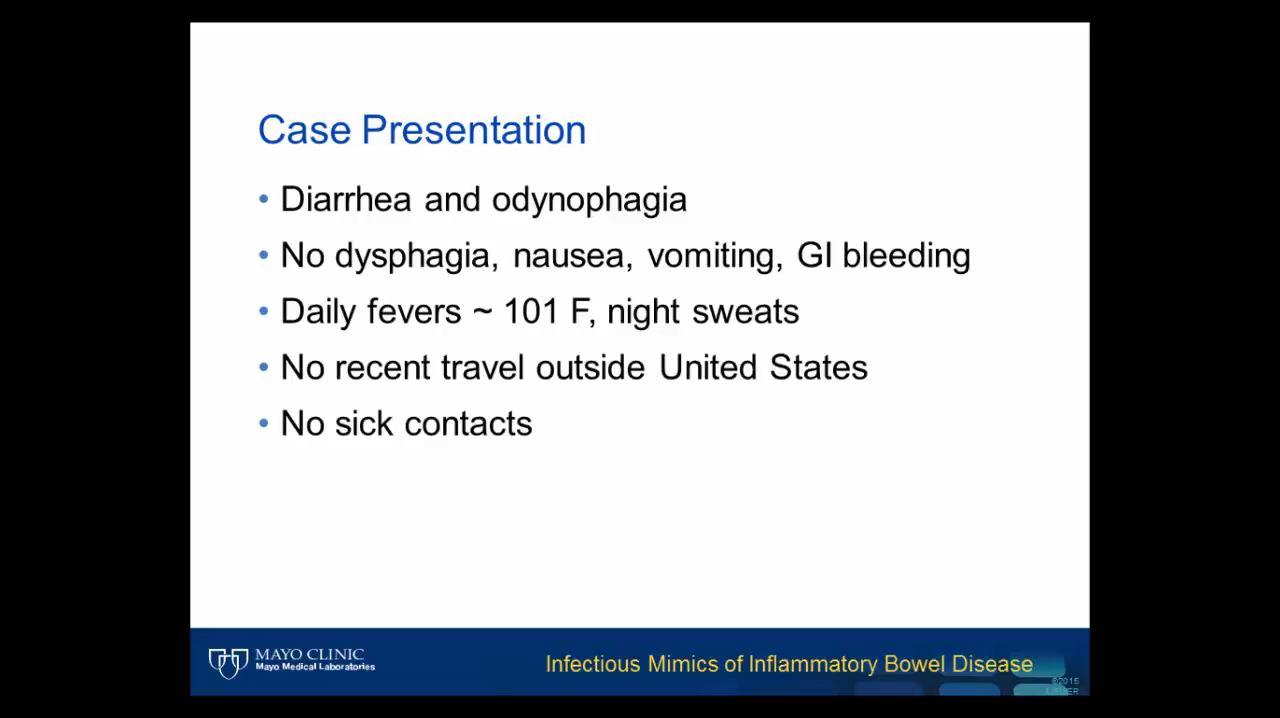 Case Presentation
• Diarrhea and odynophagia
• No dysphagia, nausea, vomiting, GI bleeding
• Daily fevers ~ 101 F, night sweats
• No recent travel outside United States
• No sick contacts
MAYO CLINIC
Mayo Medical Laboratories
Infectious Mimics of Inflammatory Bowel Disease
©2015